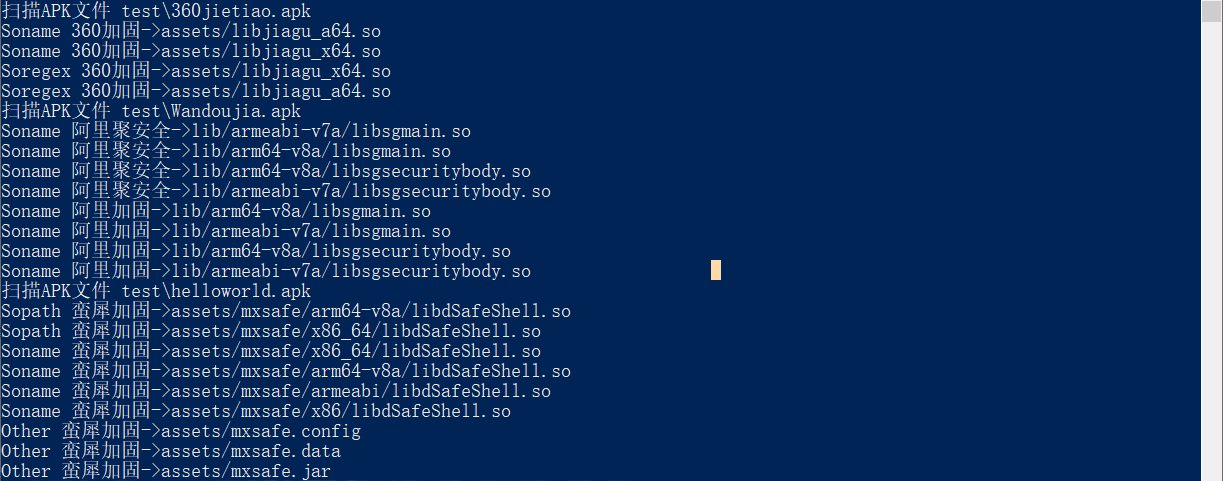 扫描APK文件 test\360jietiao.apk
Soname 360加固->assets/libjiagu_a64.so
Soname 360加固->assets/libjiagu_x64.so
Soregex 360加固->assets/libjiagu_x64.so
Soregex 360加固->assets/libjiagu_a64.so
扫描APK文件 test\Wandoujia.apk
Soname 阿里聚安全->lib/armeabi-v7a/libsgmain.so
Soname 阿里聚安全->lib/arm64-v8a/libsgmain.so
Soname 阿里聚安全->lib/arm64-v8a/libsgsecuritybody.so
Soname 阿里聚安全->lib/armeabi-v7a/libsgsecuritybody.so
Soname 阿里加固->lib/arm64-v8a/libsgmain.so
Soname 阿里加固->lib/armeabi-v7a/libsgmain.so
Soname 阿里加固->lib/arm64-v8a/libsgsecuritybody.so
Soname 阿里加固->lib/armeabi-v7a/libsgsecuritybody.so
扫描APK文件 test\helloworld.apk
Sopath 蛮犀加固->assets/mxsafe/arm64-v8a/libdSafeShell.so
Sopath 蛮犀加固->assets/mxsafe/x86_64/libdSafeShell.so
Soname 蛮犀加固->assets/mxsafe/x86_64/libdSafeShell.so
Soname 蛮犀加固->assets/mxsafe/arm64-v8a/libdSafeShell.so
Soname 蛮犀加固->assets/mxsafe/armeabi/libdSafeShell.so
Soname 蛮犀加固->assets/mxsafe/x86/libdSafeShell.so
Other 蛮犀加固->assets/mxsafe.config
Other 蛮犀加固->assets/mxsafe.data
Other 蛮犀加固->assets/mxsafe.jar